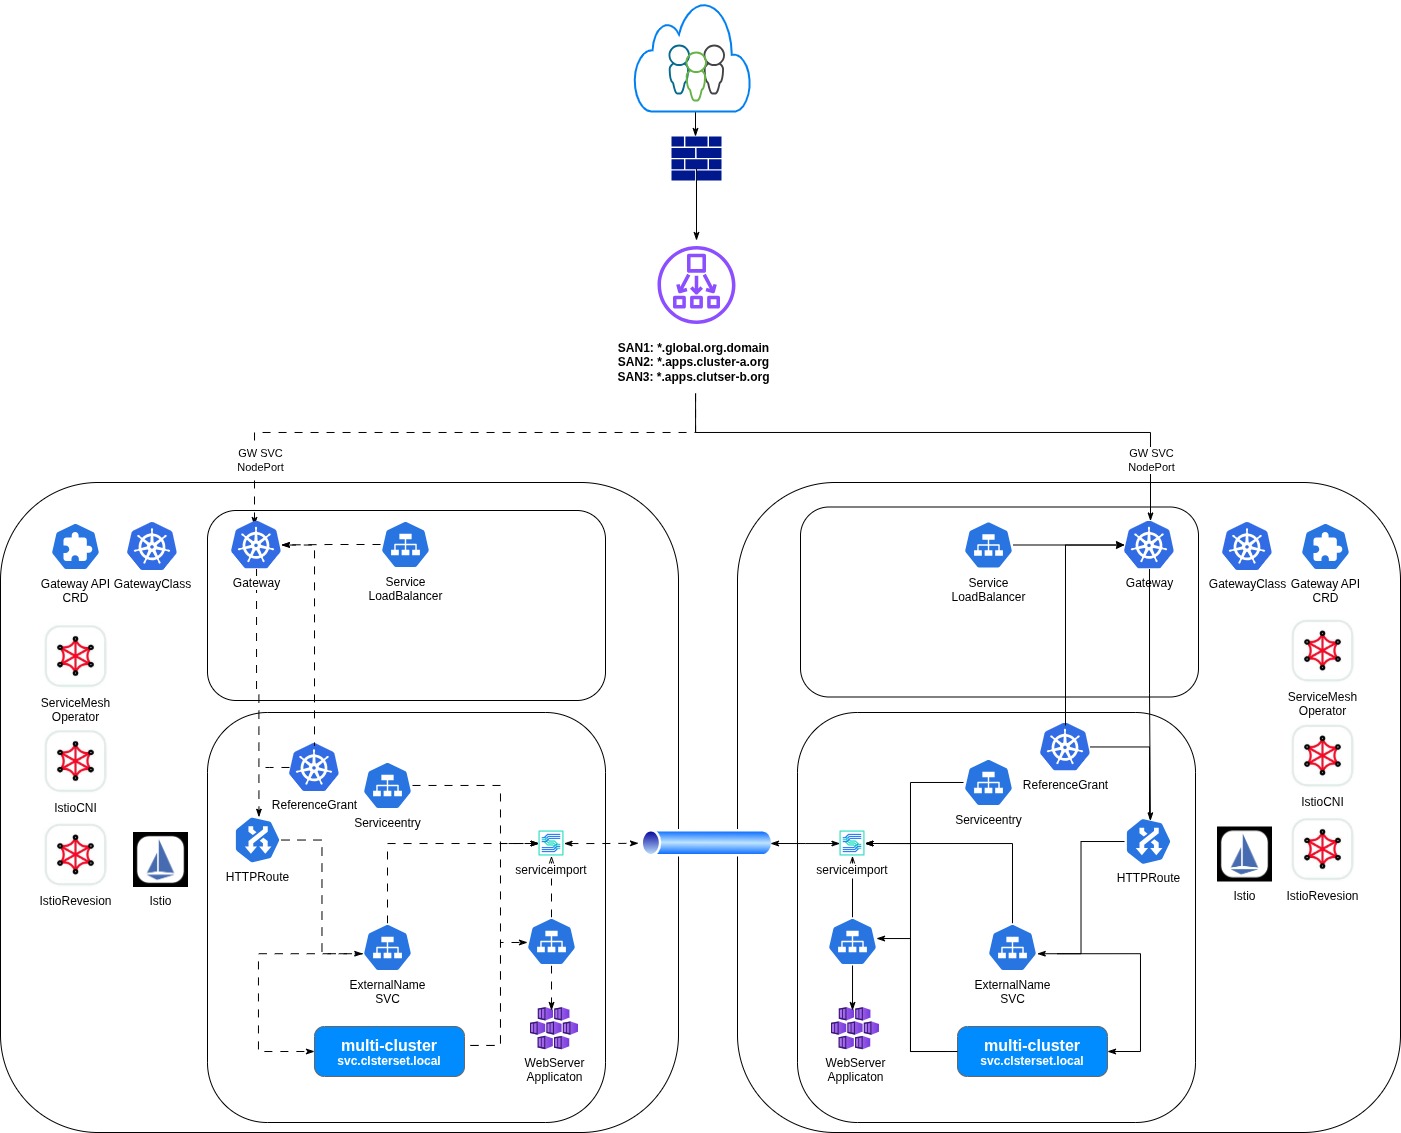 SAN1: *.global.org.domain
SAN2: *.apps.cluster-a.org
SAN3: *.apps.clutser-b.org
GW SVC
NodePort
GW SVC
NodePort
Gateway API
CRD
GatewayClass
Gateway
Service
LoadBalancer
ServiceMesh
Operator
IstioCNI
IstioRevesion
Istio
ReferenceGrant
Serviceentry
HTTPRoute
serviceimport
ExternalName
SVC
multi-cluster
svc.clsterset.local
WebServer
Applicaton
Service
LoadBalancer
Gateway
GatewayClass
Gateway API
CRD
ServiceMesh
Operator
IstioCNI
IstioRevesion
Istio
ReferenceGrant
Serviceentry
HTTPRoute
serviceimport
ExternalName
SVC
multi-cluster
svc.clsterset.local
WebServer
Applicaton